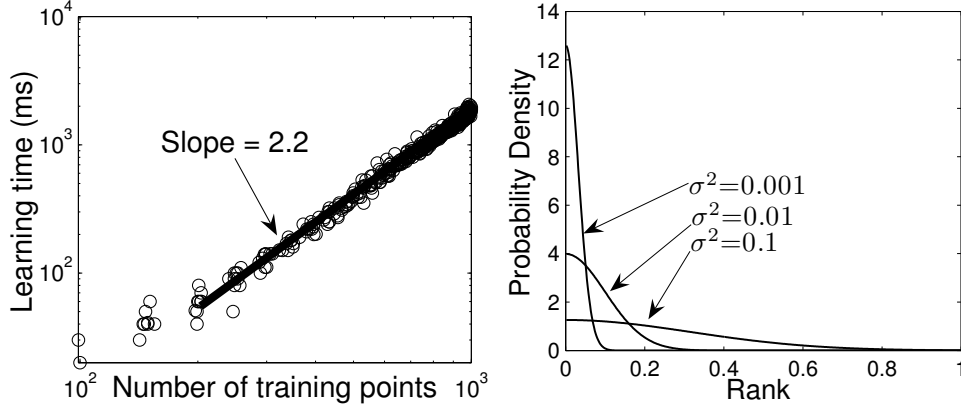 10^4
10^3
10^2
Learning time (ms)
Slope = 2.2
10^2
Number of training points
10^3
14
12
10
8
6
4
2
0
Probability Density
σ^2=0.001
σ^2=0.01
σ^2=0.1
0
0.2
0.4
0.6
0.8
1
Rank